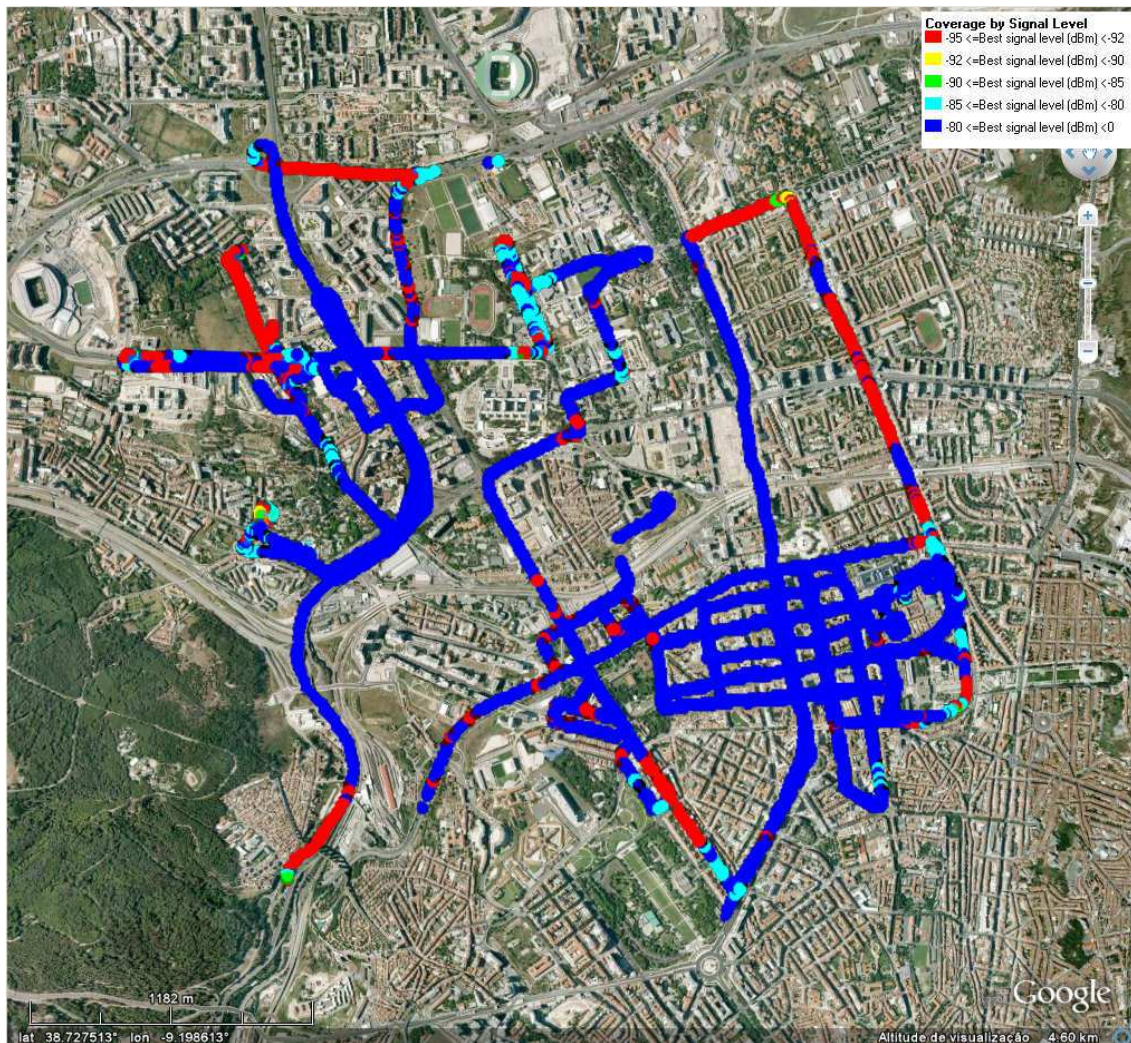 Coverage by Signal Level
-95 <=Best signal level (dBm) <-92
-92 <=Best signal level (dBm) <-90
-90 <=Best signal level (dBm) <-85
-85 <=Best signal level (dBm) <-80
-80 <=Best signal level (dBm) <0
1182 m
Google
lat 38.727513° lon -9.198613°
Altitude de visualização 4.60 km